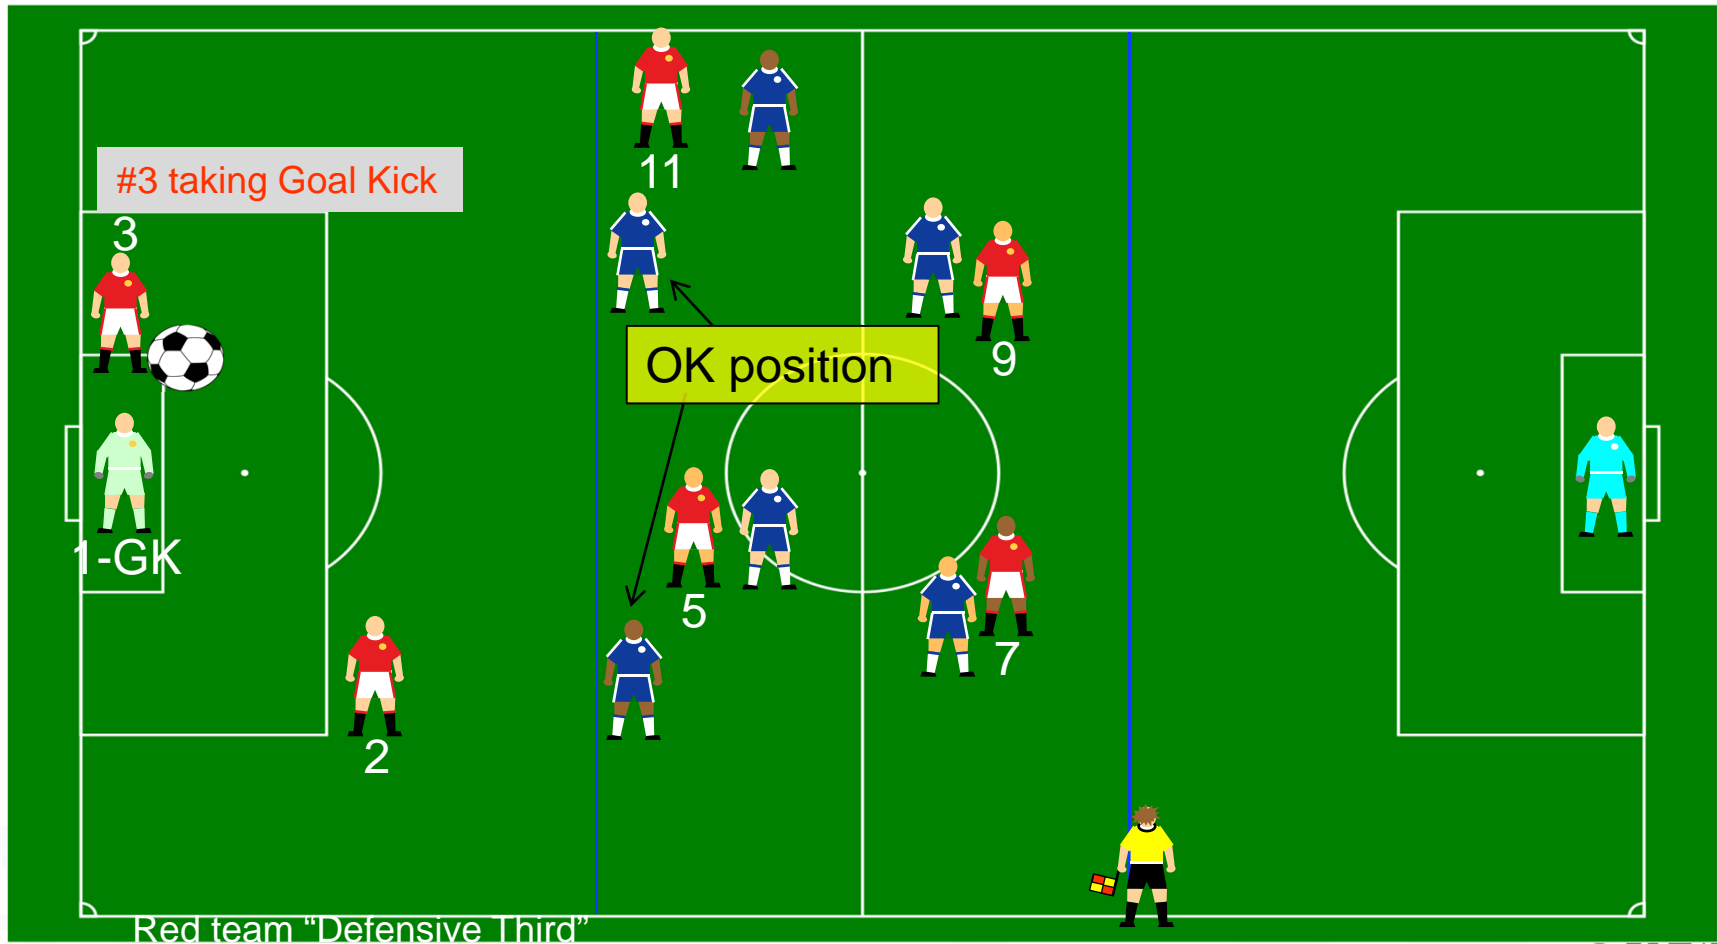 11
#3 taking Goal Kick
3
OK position
9
1-GK
5
7
2
Red team “Defensive Third”